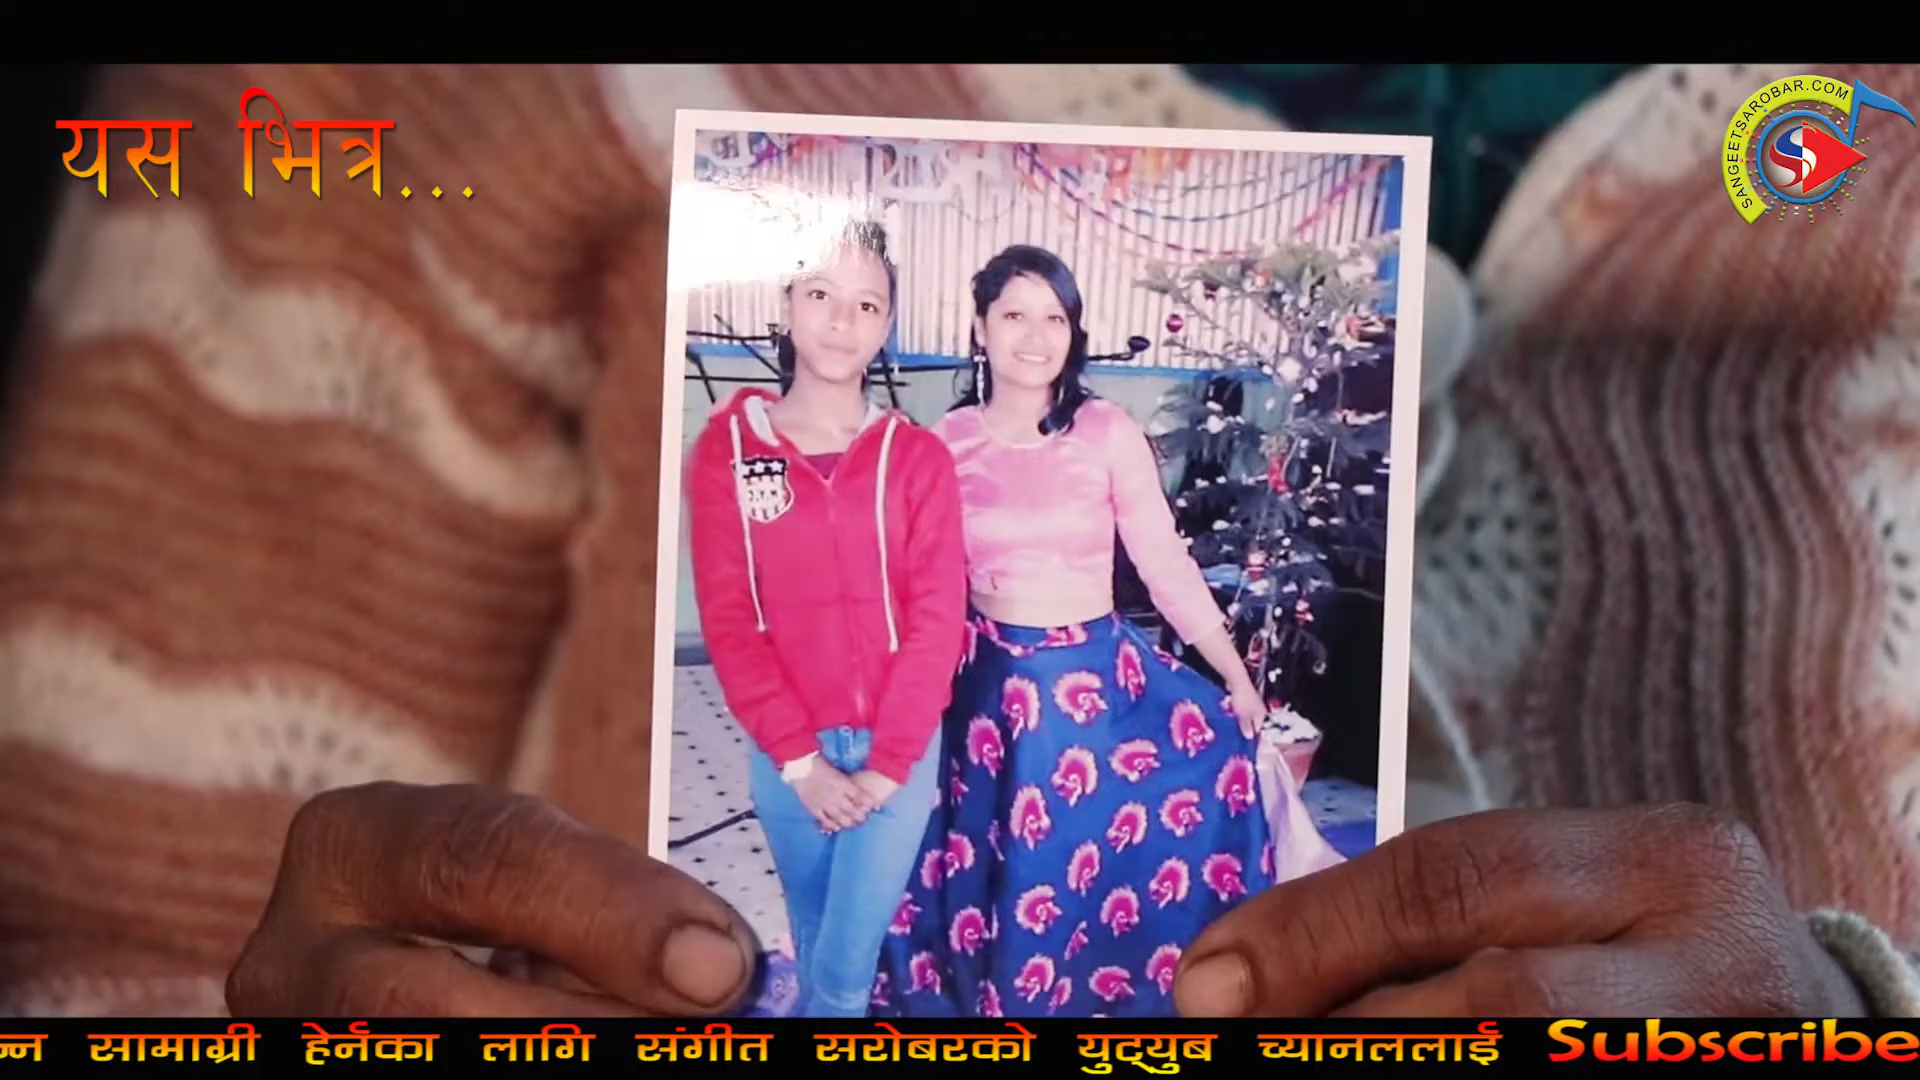 यस भित्र...
SANGEETSAROBAR.COM
न्न सामाग्री हेर्नका लागि संगीत सरोबरको युट्युब च्यानललाई Subscribe